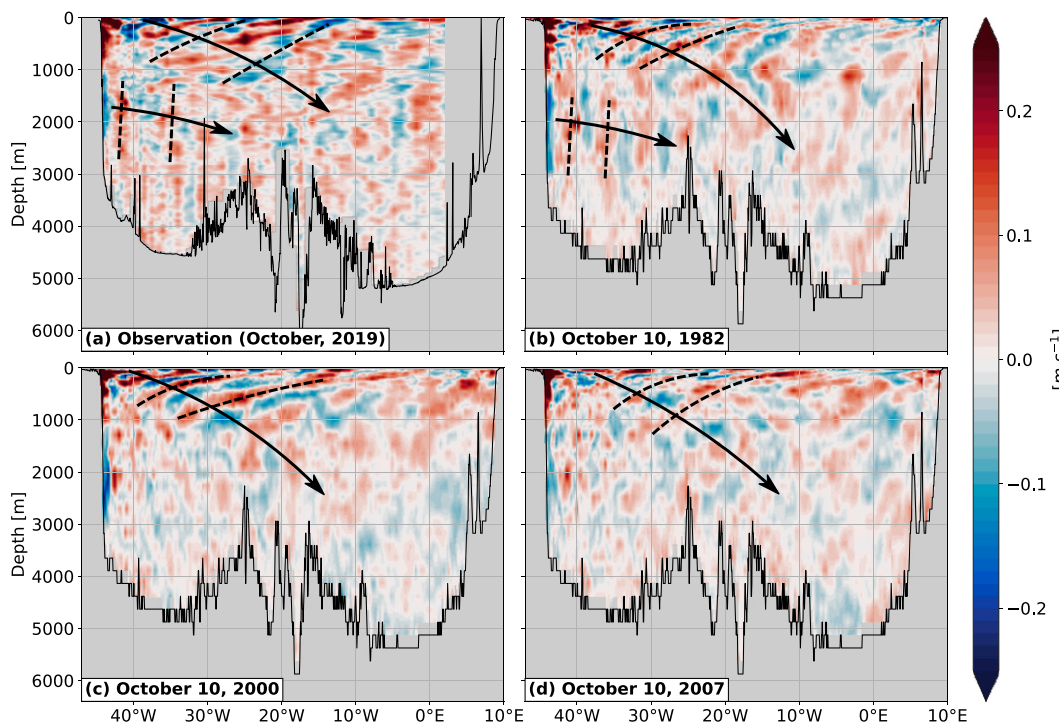 0
1000
2000
3000
4000
5000
6000
Depth [m]
(a) Observation (October, 2019)
(b) October 10, 1982
0
1000
2000
3000
4000
5000
6000
Depth [m]
(c) October 10, 2000
(d) October 10, 2007
40°W 30°W 20°W 10°W 0°E 10°E
40°W 30°W 20°W 10°W 0°E 10°E
0.2
0.1
0.0
−0.1
−0.2